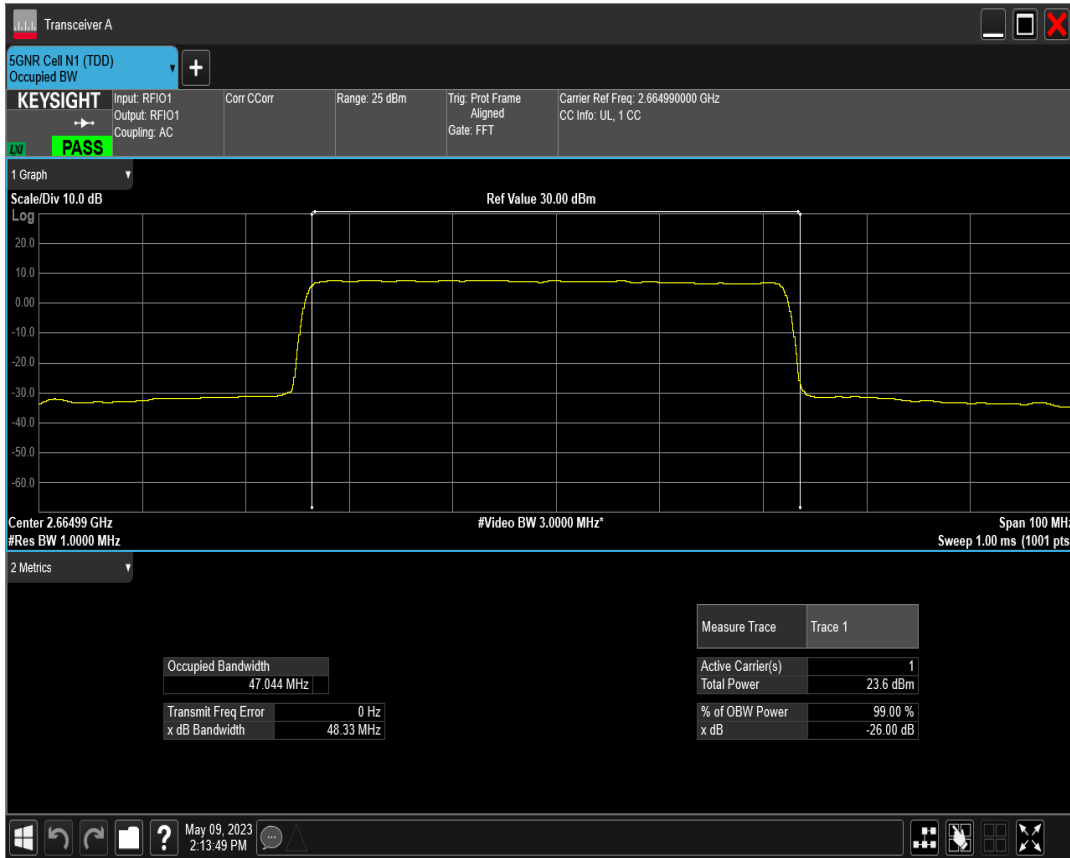 Transceiver A
5GNR Cell N1 (TDD)
Occupied BW
KEYSIGHT
LXI
PASS
Input: RFIO1
Output: RFIO1
Coupling: AC
Corr CCorr
Range: 25 dBm
Trig: Prot Frame
Aligned
Gate: FFT
Carrier Ref Freq: 2.664990000 GHz
CC Info: UL, 1 CC
1 Graph
Scale/Div 10.0 dB
Ref Value 30.00 dBm
Log
20.0
10.0
0.00
-10.0
-20.0
-30.0
-40.0
-50.0
-60.0
Center 2.66499 GHz
#Video BW 3.0000 MHz*
Span 100 MHz
#Res BW 1.0000 MHz
Sweep 1.00 ms (1001 pts
2 Metrics
Measure Trace Trace 1
Occupied Bandwidth
47.044 MHz
Active Carrier(s) 1
Total Power 23.6 dBm
Transmit Freq Error 0 Hz
x dB Bandwidth 48.33 MHz
% of OBW Power 99.00 %
x dB -26.00 dB
?
May 09, 2023
2:13:49 PM